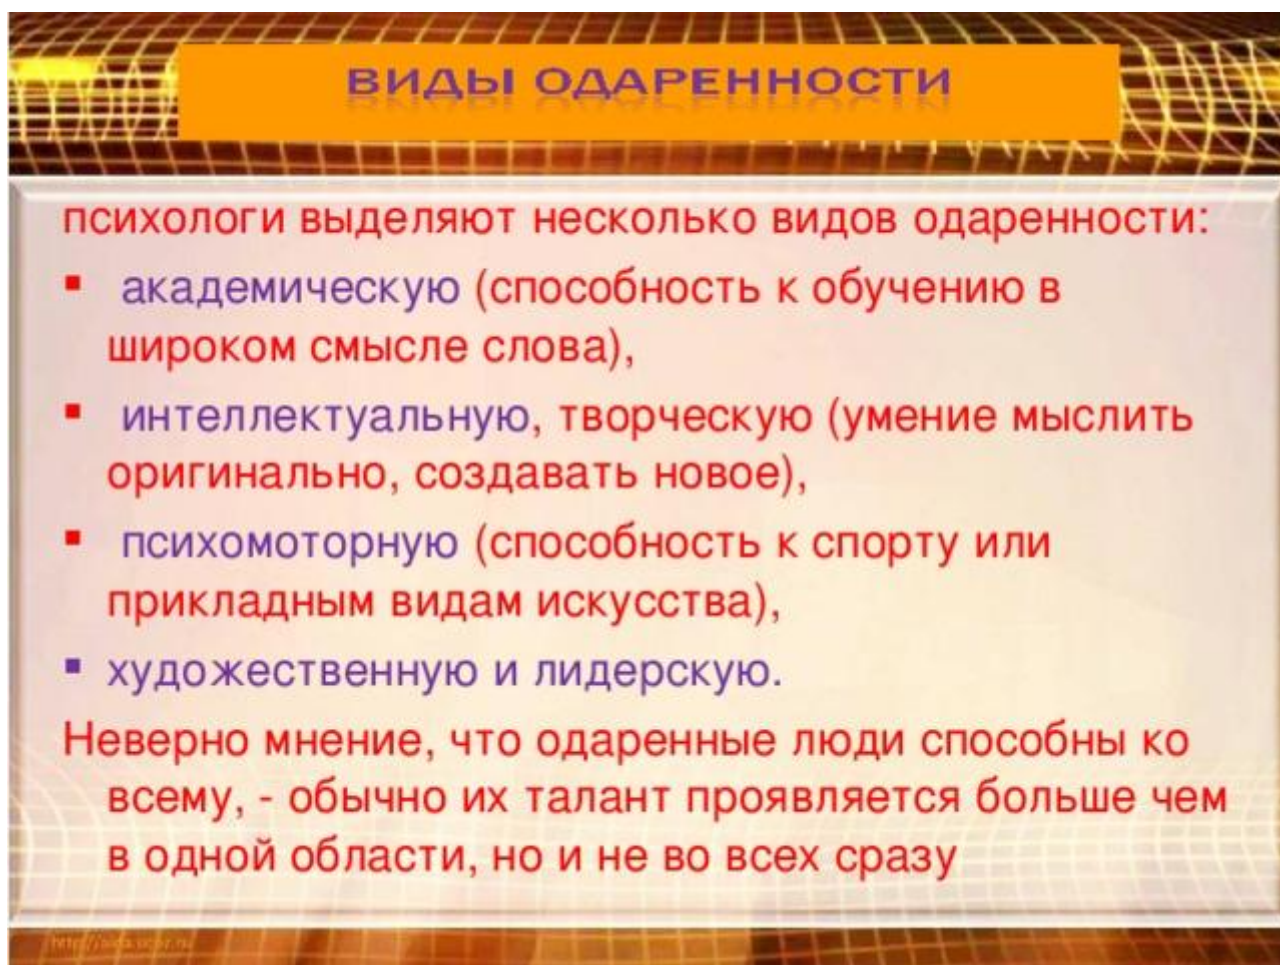 ВИДЫ ОДАРЕННОСТИ
психологи выделяют несколько видов одаренности:
▪ академическую (способность к обучению в
широком смысле слова),
▪ интеллектуальную, творческую (умение мыслить
оригинально, создавать новое),
▪ психомоторную (способность к спорту или
прикладным видам искусства),
▪ художественную и лидерскую.
Неверно мнение, что одаренные люди способны ко
всему, - обычно их талант проявляется больше чем
в одной области, но и не во всех сразу